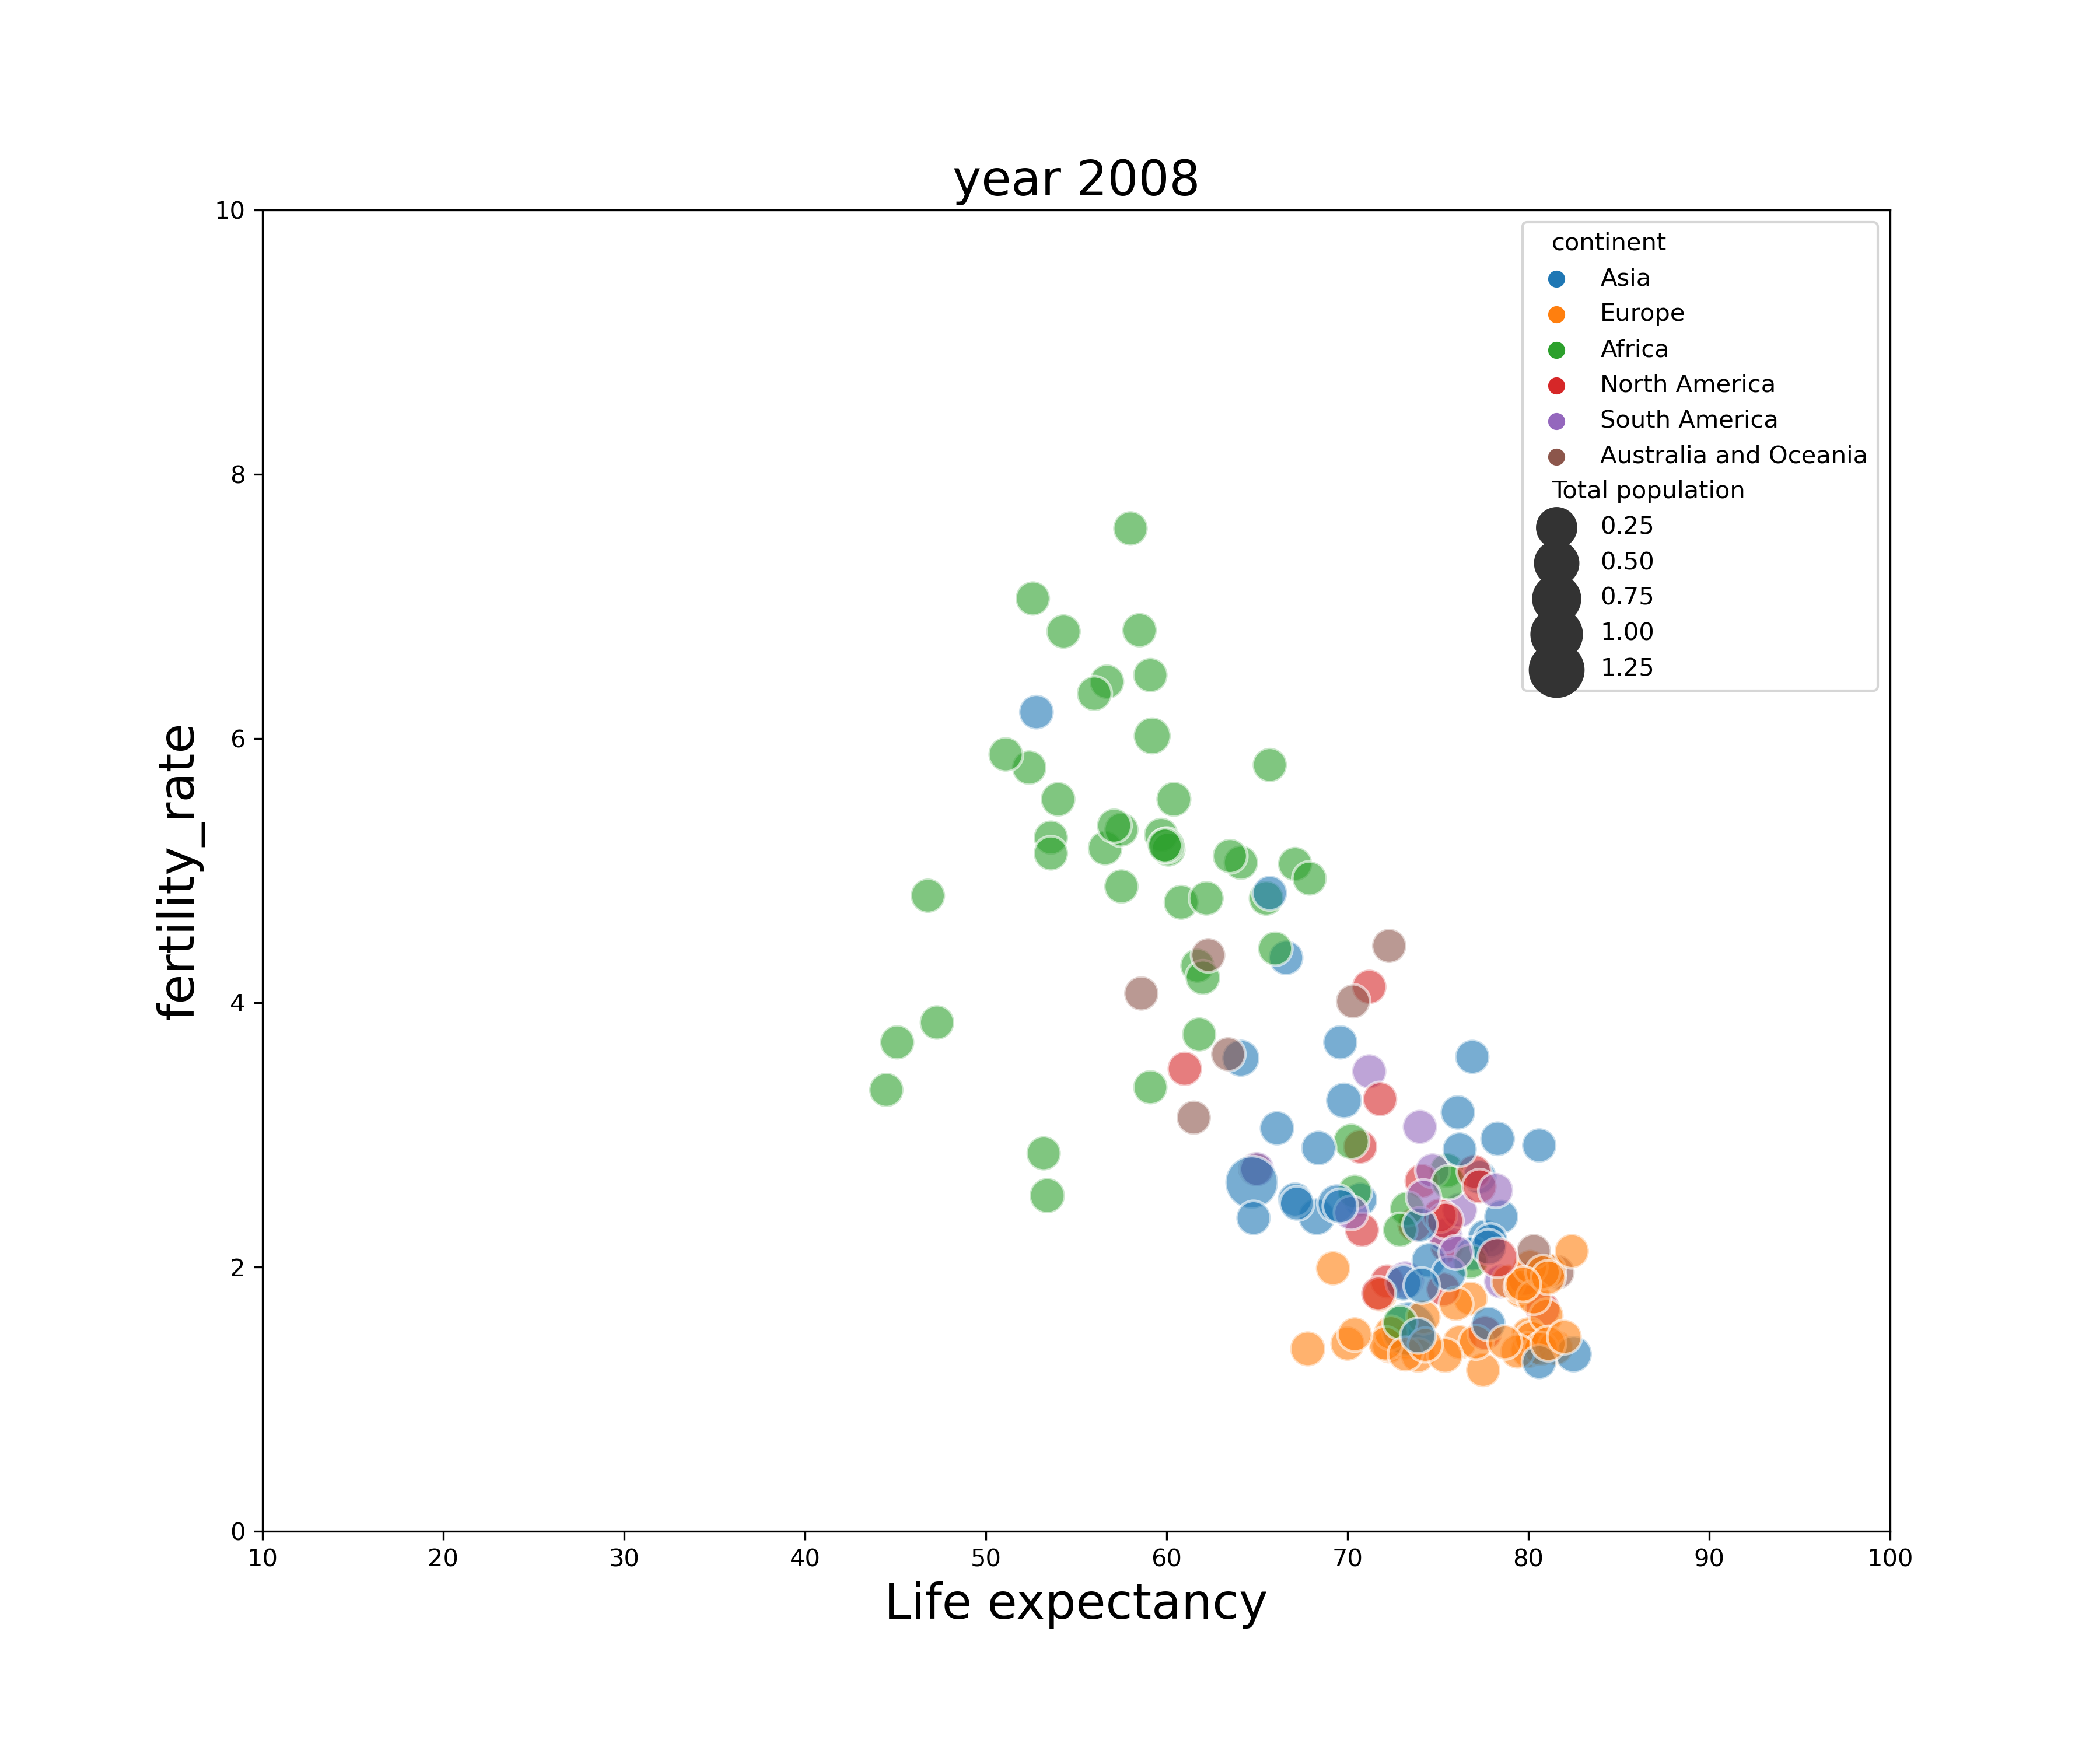 year 2008
10
8
6
4
2
0
fertility_rate
10 20 30 40 50 60 70 80 90 100
Life expectancy
continent
Asia
Europe
Africa
North America
South America
Australia and Oceania
Total population
0.25
0.50
0.75
1.00
1.25